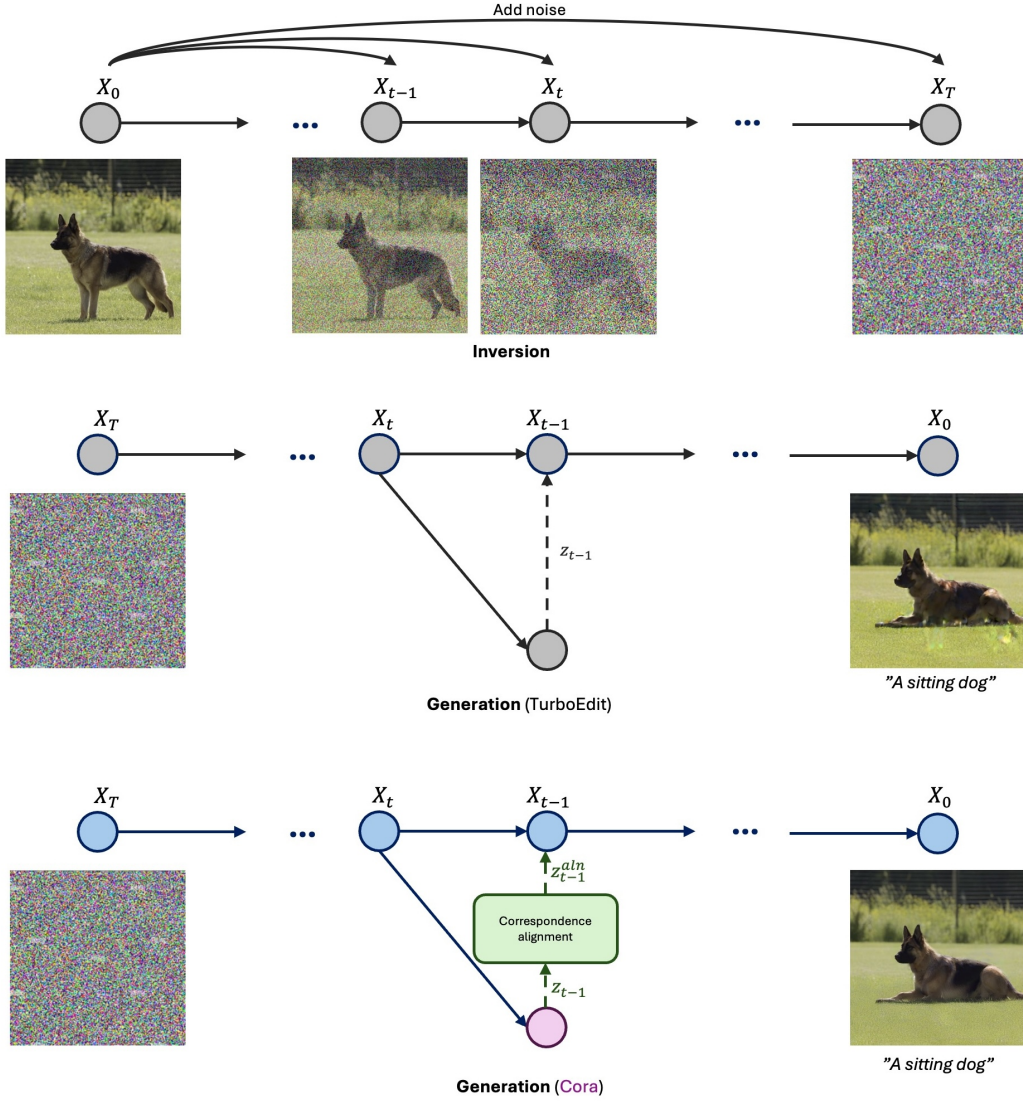 Add noise
X_0
X_{t−1}
X_t
X_T
...
...
Inversion
X_T
X_t
X_{t−1}
X_0
...
...
z_{t−1}
"A sitting dog"
Generation (TurboEdit)
X_T
X_t
X_{t−1}
X_0
...
...
z_{t−1}^{aln}
Correspondence
alignment
z_{t−1}
"A sitting dog"
Generation (Cora)